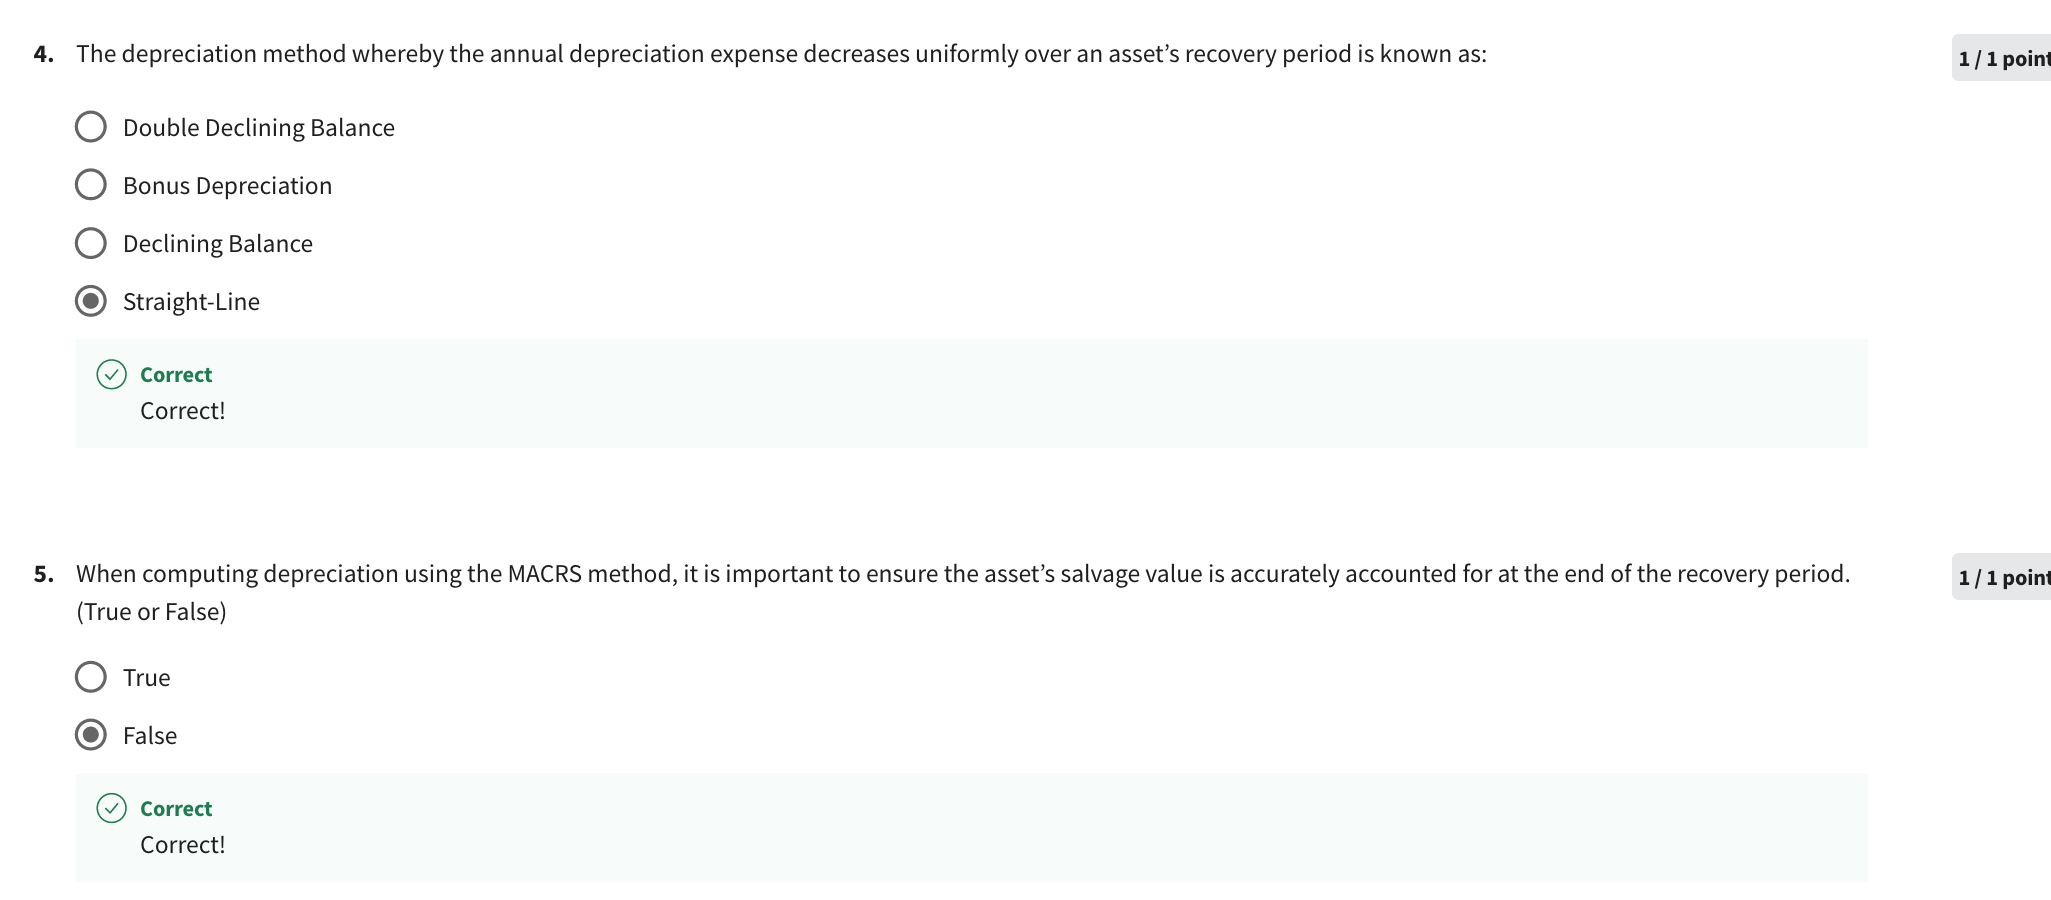 4. The depreciation method whereby the annual depreciation expense decreases uniformly over an asset’s recovery period is known as:
1 / 1 point
Double Declining Balance
Bonus Depreciation
Declining Balance
Straight-Line
Correct
Correct!
5. When computing depreciation using the MACRS method, it is important to ensure the asset’s salvage value is accurately accounted for at the end of the recovery period.
1 / 1 point
(True or False)
True
False
Correct
Correct!